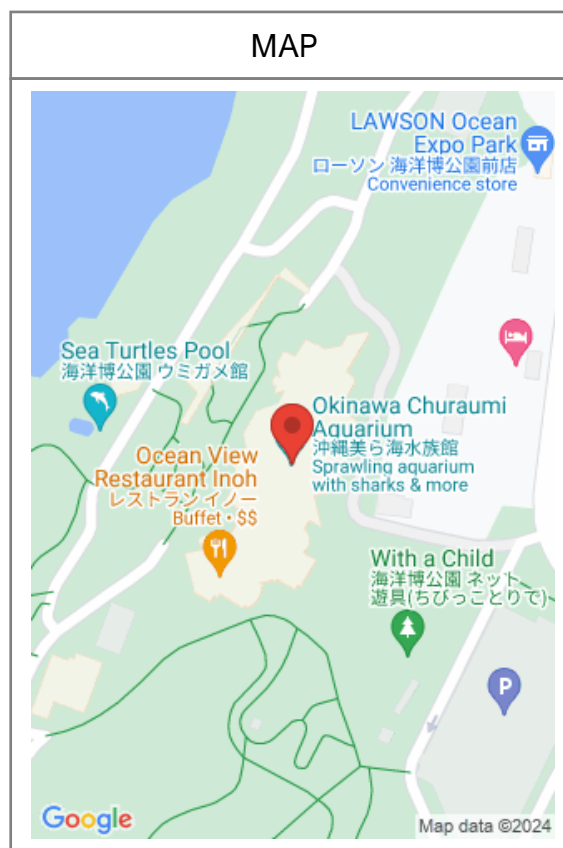 MAP
LAWSON Ocean
Expo Park
ローソン 海洋博公園前店
Convenience store
Sea Turtles Pool
海洋博公園 ウミガメ館
Okinawa Churaumi
Aquarium
沖縄美ら海水族館
Sprawling aquarium
with sharks & more
Ocean View
Restaurant Inoh
レストラン イノー
Buffet • $$
With a Child
海洋博公園 ネット
遊具(ちびっことりで)
P
Google
Map data ©2024